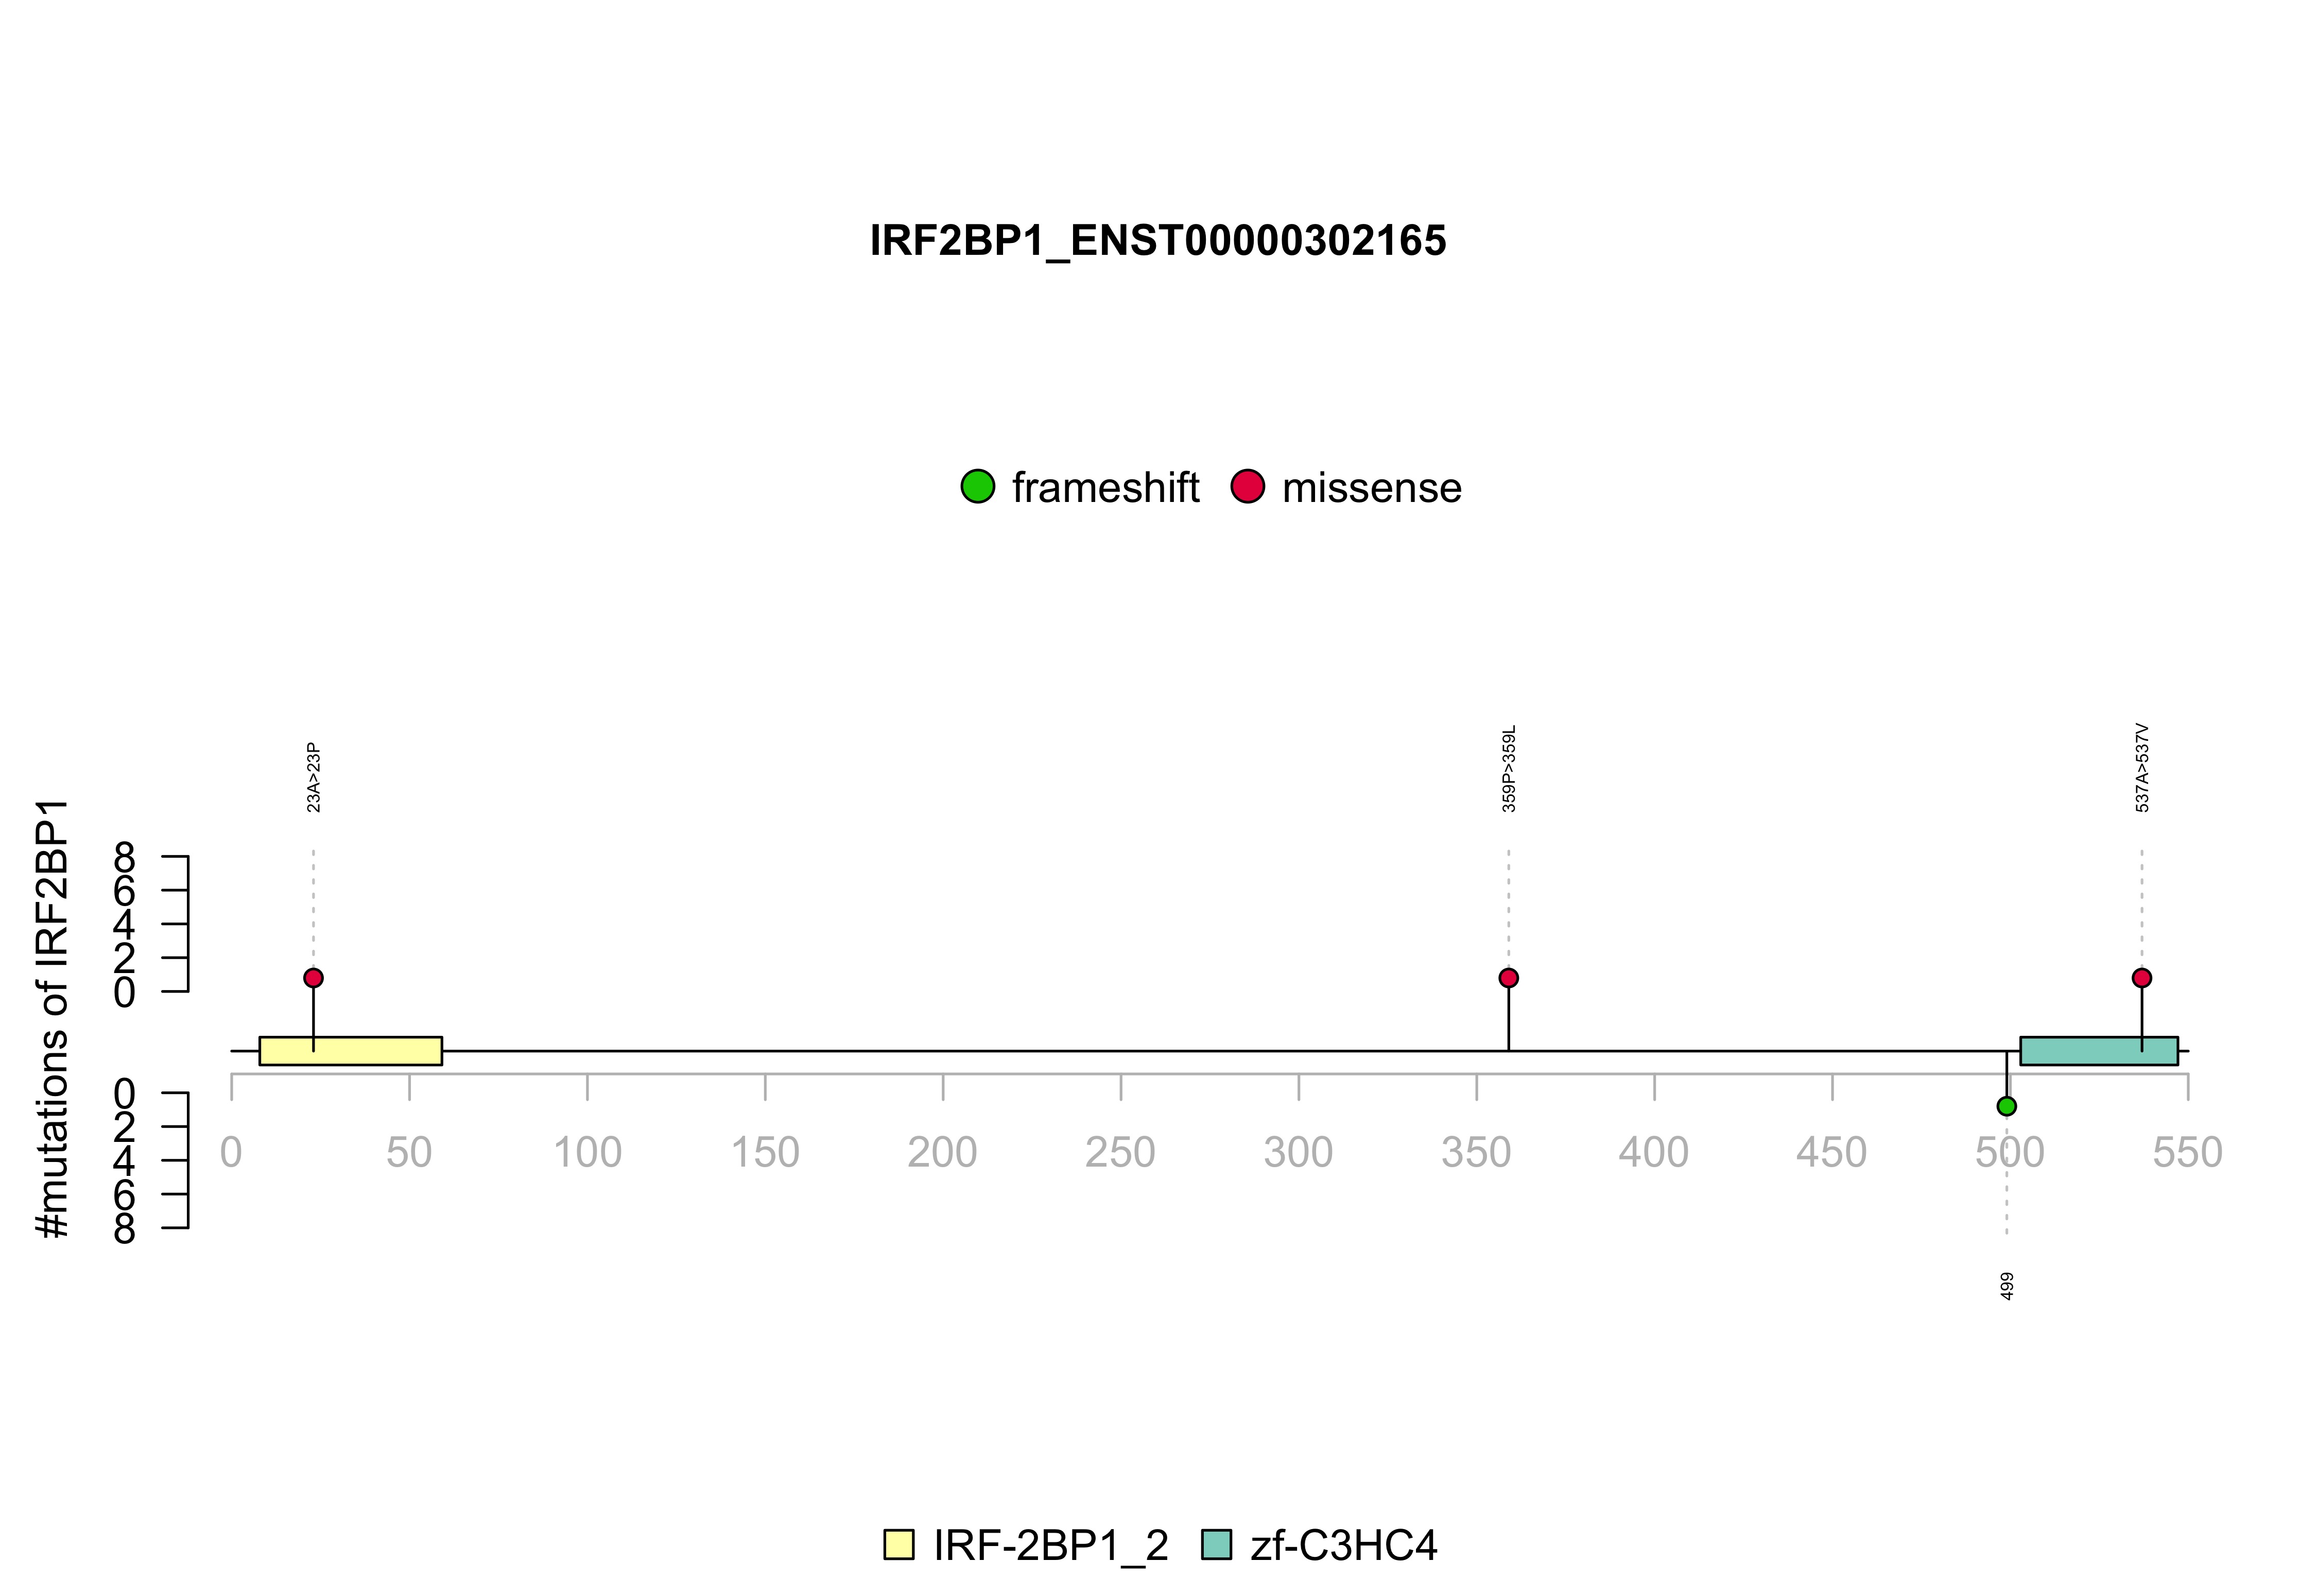 IRF2BP1_ENST00000302165
frameshift missense
23A>23P
359P>359L
537A>537V
#mutations of IRF2BP1
8
6
4
2
0
0
2
4
6
8
0 50 100 150 200 250 300 350 400 450 500 550
499
IRF-2BP1_2 zf-C3HC4